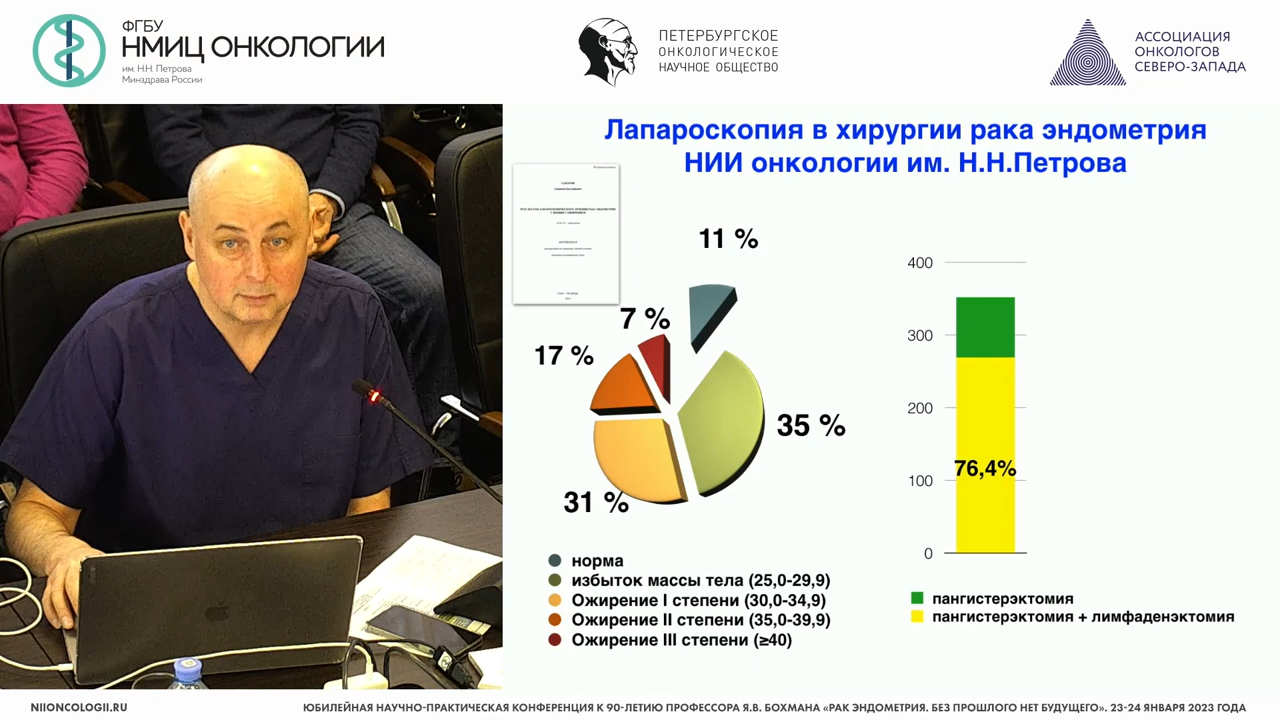 ФГБУ
НМИЦ ОНКОЛОГИИ
им. Н.Н. Петрова
Минздрава России
ПЕТЕРБУРГСКОЕ
ОНКОЛОГИЧЕСКОЕ
НАУЧНОЕ ОБЩЕСТВО
АССОЦИАЦИЯ
ОНКОЛОГОВ
СЕВЕРО-ЗАПАДА
Лапароскопия в хирургии рака эндометрия
НИИ онкологии им. Н.Н.Петрова
11 %
7 %
17 %
35 %
31 %
норма
избыток массы тела (25,0-29,9)
Ожирение I степени (30,0-34,9)
Ожирение II степени (35,0-39,9)
Ожирение III степени (≥40)
400
300
200
100
0
76,4%
пангистерэктомия
пангистерэктомия + лимфаденэктомия
NIIONCOLOGII.RU
ЮБИЛЕЙНАЯ НАУЧНО-ПРАКТИЧЕСКАЯ КОНФЕРЕНЦИЯ К 90-ЛЕТИЮ ПРОФЕССОРА Я.В. БОХМАНА «РАК ЭНДОМЕТРИЯ. БЕЗ ПРОШЛОГО НЕТ БУДУЩЕГО». 23-24 ЯНВАРЯ 2023 ГОДА